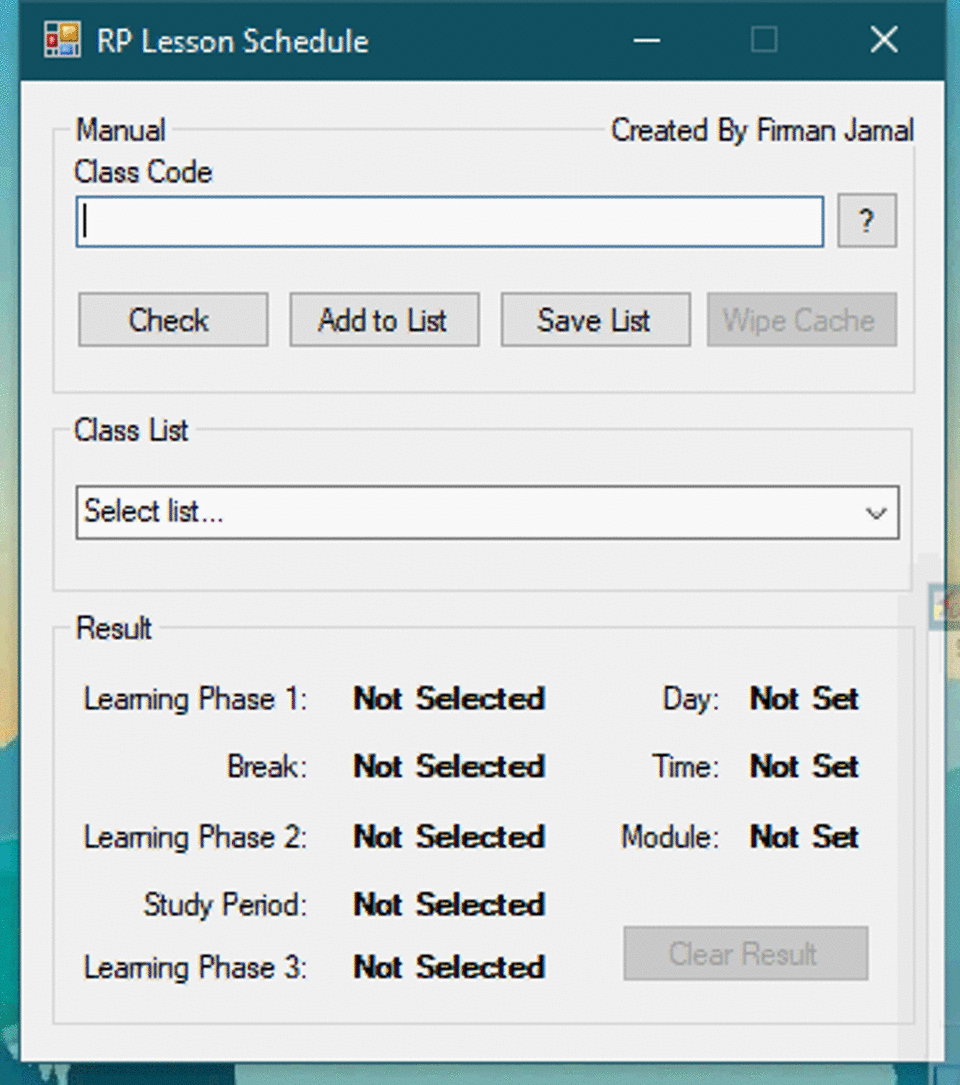 RP Lesson Schedule
Manual
Created By Firman Jamal
Class Code
?
Check
Add to List
Save List
Wipe Cache
Class List
Select list...
Result
Learning Phase 1: Not Selected
Day: Not Set
Break: Not Selected
Time: Not Set
Learning Phase 2: Not Selected
Module: Not Set
Study Period: Not Selected
Learning Phase 3: Not Selected
Clear Result